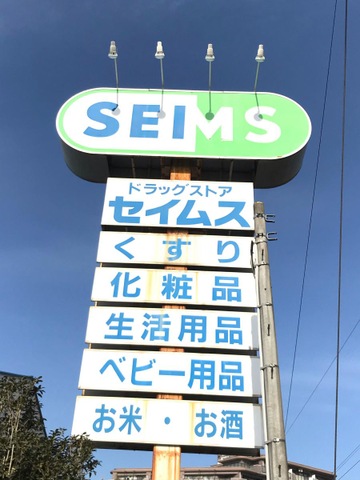 SEIMS
ドラッグストア
セイムス
くすり
化粧品
生活用品
ベビー用品
お米・お酒